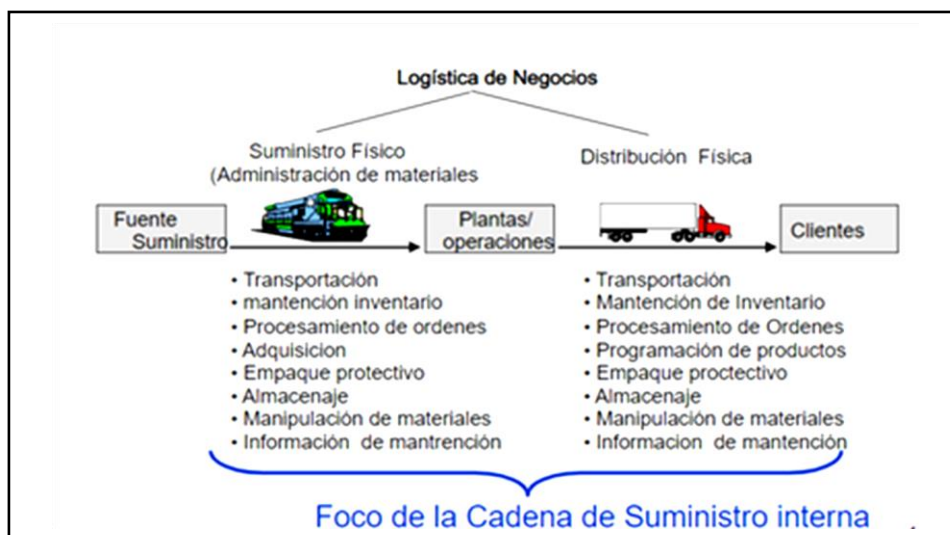 Logística de Negocios
Suministro Físico
(Administración de materiales
Distribución Física
Fuente
Suministro
Plantas/
operaciones
Clientes
• Transportación
• mantención inventario
• Procesamiento de ordenes
• Adquisicion
• Empaque protectivo
• Almacenaje
• Manipulación de materiales
• Información de mantrención
• Transportación
• Mantención de Inventario
• Procesamiento de Ordenes
• Programación de productos
• Empaque proctectivo
• Almacenaje
• Manipulación de materiales
• Informacion de mantención
Foco de la Cadena de Suministro interna